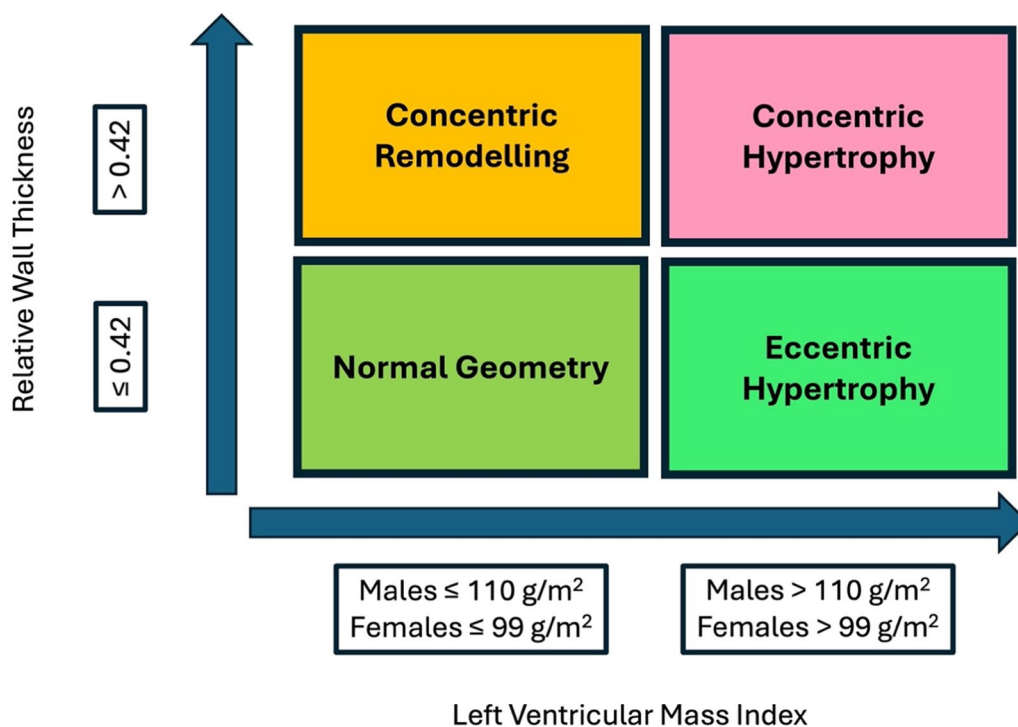 Relative Wall Thickness
> 0.42
≤ 0.42
Concentric
Remodelling
Concentric
Hypertrophy
Normal Geometry
Eccentric
Hypertrophy
Males ≤ 110 g/m²
Females ≤ 99 g/m²
Males > 110 g/m²
Females > 99 g/m²
Left Ventricular Mass Index